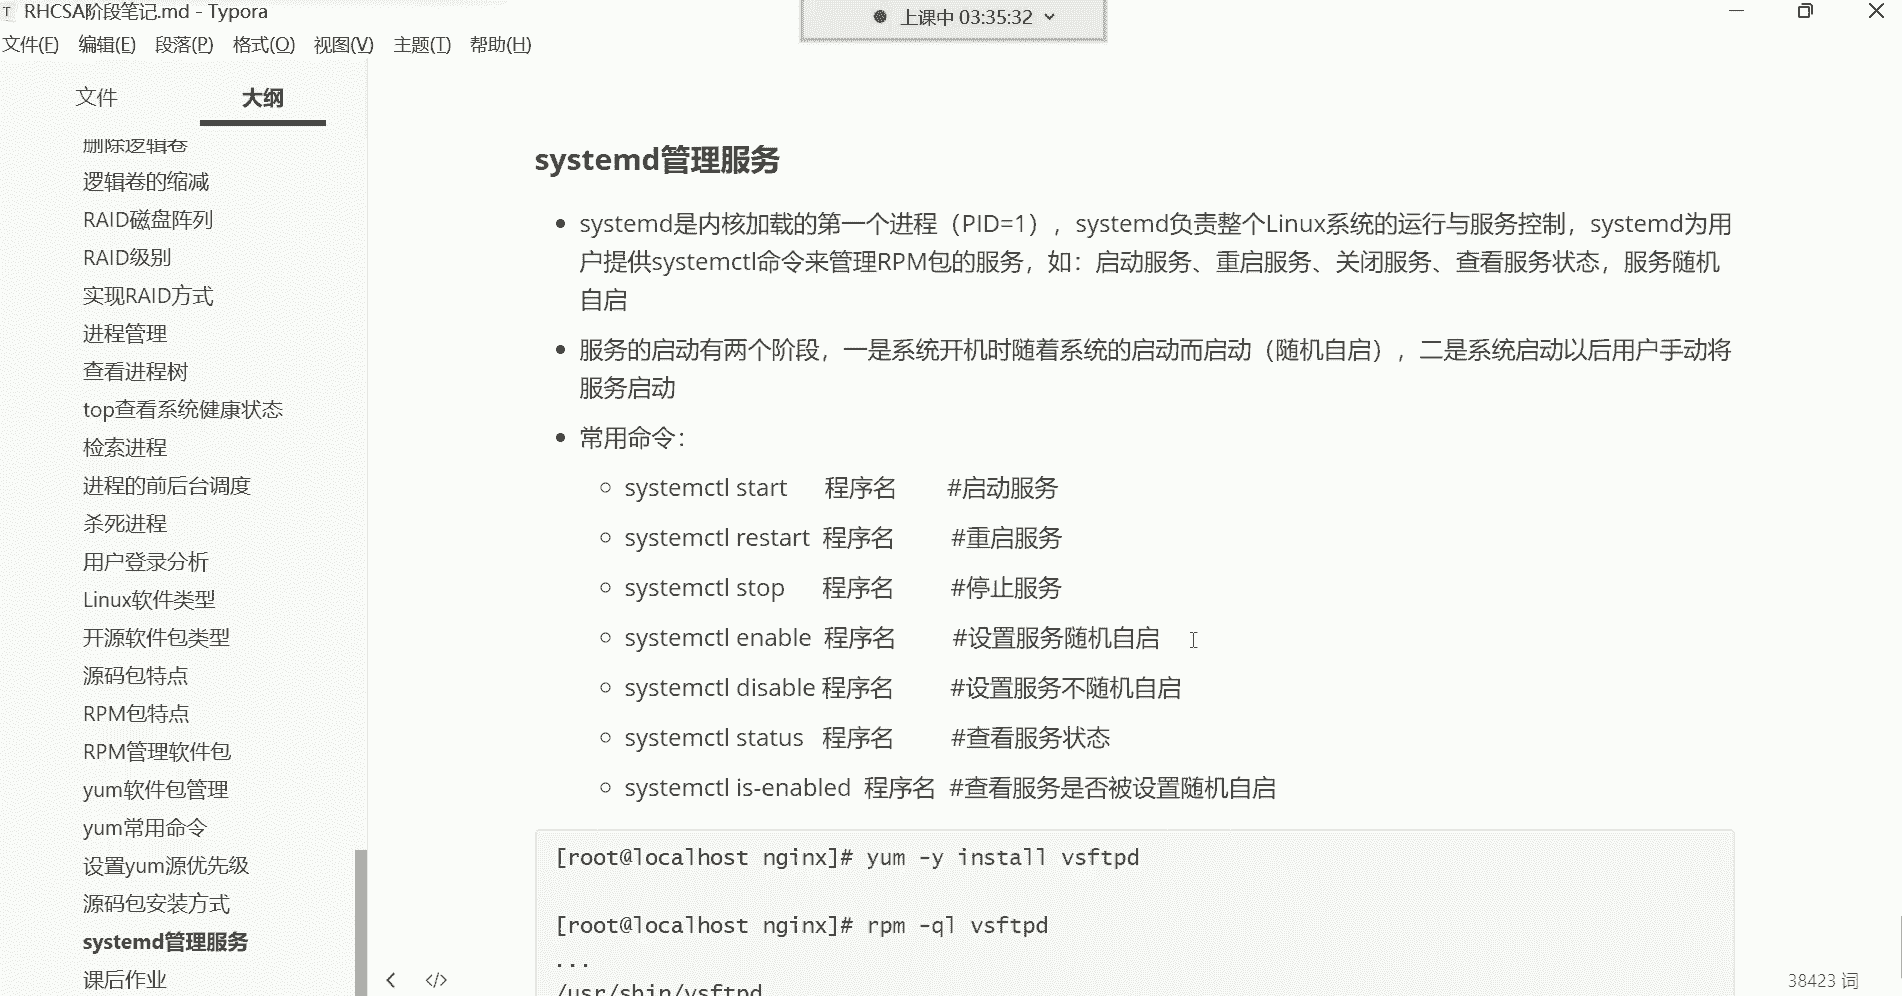 T RHCSA阶段笔记.md - Typora
上课中 03:35:32
文件(F) 编辑(E) 段落(P) 格式(O) 视图(V) 主题(T) 帮助(H)
文件 大纲
删除逻辑卷
逻辑卷的缩减
RAID磁盘阵列
RAID级别
实现RAID方式
进程管理
查看进程树
top查看系统健康状态
检索进程
进程的前后台调度
杀死进程
用户登录分析
Linux软件类型
开源软件包类型
源码包特点
RPM包特点
RPM管理软件包
yum软件包管理
yum常用命令
设置yum源优先级
源码包安装方式
systemd管理服务
课后作业
systemd管理服务
systemd是内核加载的第一个进程（PID=1），systemd负责整个Linux系统的运行与服务控制，systemd为用
户提供systemctl命令来管理RPM包的服务，如：启动服务、重启服务、关闭服务、查看服务状态，服务随机
自启
服务的启动有两个阶段，一是系统开机时随着系统的启动而启动（随机自启），二是系统启动以后用户手动将
服务启动
常用命令：
systemctl start 程序名 #启动服务
systemctl restart 程序名 #重启服务
systemctl stop 程序名 #停止服务
systemctl enable 程序名 #设置服务随机自启
systemctl disable 程序名 #设置服务不随机自启
systemctl status 程序名 #查看服务状态
systemctl is-enabled 程序名 #查看服务是否被设置随机自启
[root@localhost nginx]# yum -y install vsftpd
[root@localhost nginx]# rpm -ql vsftpd
...
/usr/sbin/vsftpd
38423 词